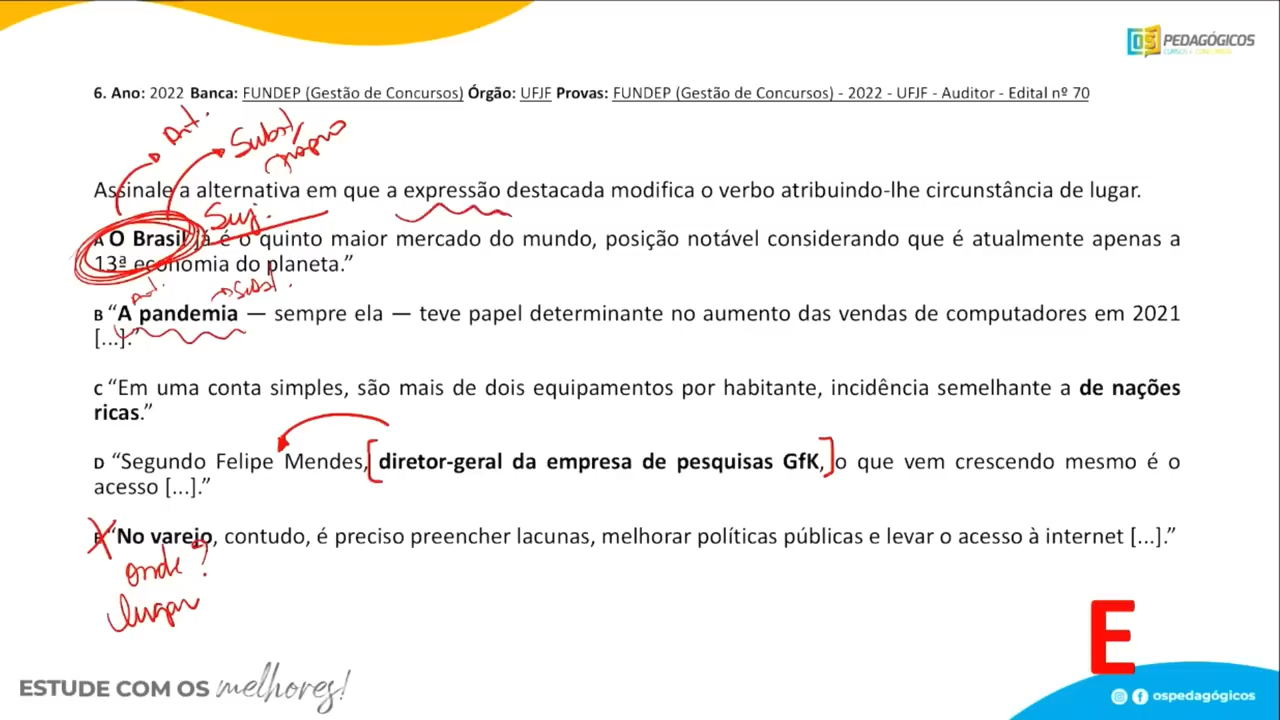 OS PEDAGÓGICOS
CURSOS E CONCURSOS
6. Ano: 2022 Banca: FUNDEP (Gestão de Concursos) Órgão: UFJF Provas: FUNDEP (Gestão de Concursos) - 2022 - UFJF - Auditor - Edital nº 70
Art.
Subst.
Assinale a alternativa em que a expressão destacada modifica o verbo atribuindo-lhe circunstância de lugar.
Suj.
A O Brasil já é o quinto maior mercado do mundo, posição notável considerando que é atualmente apenas a
13ª economia do planeta.”
Art.
Subst.
B “A pandemia — sempre ela — teve papel determinante no aumento das vendas de computadores em 2021
[...].”
C “Em uma conta simples, são mais de dois equipamentos por habitante, incidência semelhante a de nações
ricas.”
D “Segundo Felipe Mendes, [diretor-geral da empresa de pesquisas GfK,] o que vem crescendo mesmo é o
acesso [...].”
E “No varejo, contudo, é preciso preencher lacunas, melhorar políticas públicas e levar o acesso à internet [...].”
onde?
lugar
E
ESTUDE COM OS melhores!
ospedagógicos